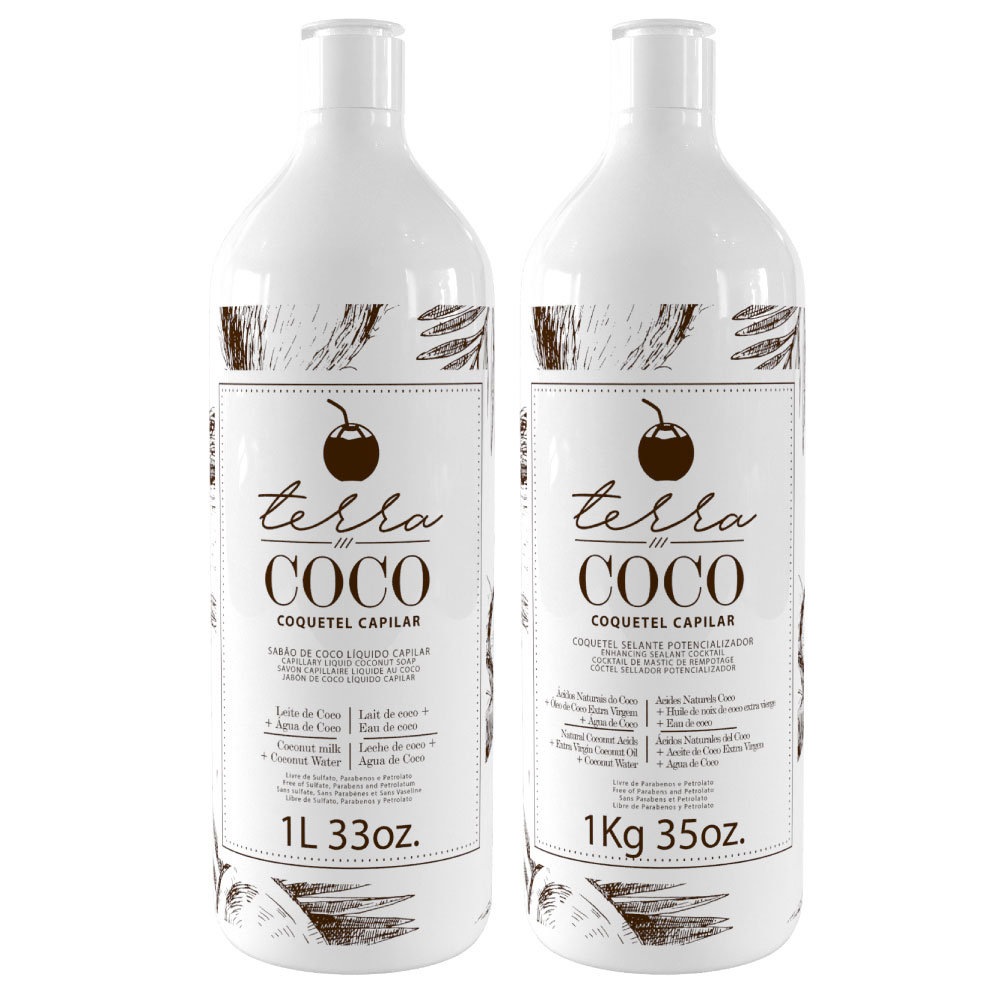 terra
COCO
COQUETEL CAPILAR
SABÃO DE COCO LÍQUIDO CAPILAR
CAPILLARY LIQUID COCONUT SOAP
SAVON CAPILLAIRE LIQUIDE AU COCO
JABÓN DE COCO LÍQUIDO CAPILAR
Leite de Coco
+ Água de Coco
Lait de coco +
Eau de coco
Coconut milk
+ Coconut Water
Leche de coco +
Agua de Coco
Livre de Sulfato, Parabenos e Petrolato
Free of Sulfate, Parabens and Petrolatum
Sans sulfate, Sans Parabénes et Sans Vaseline
Libre de Sulfato, Parabenos y Petrolato
1L 33oz.
terra
COCO
COQUETEL CAPILAR
COQUETEL SELANTE POTENCIALIZADOR
ENHANCING SEALANT COCKTAIL
COCKTAIL DE MASTIC DE REMPOTAGE
CÓCTEL SELLADOR POTENCIALIZADOR
Ácidos Naturais do Coco
+ Óleo de Coco Extra Virgem
+ Água de Coco
Acides Naturels Coco
+ Huile de noix de coco extra vierge
+ Eau de coco
Natural Coconut Acids
+ Extra Virgin Coconut Oil
+ Coconut Water
Ácidos Naturales del Coco
+ Aceite de Coco Extra Virgen
+ Agua de Coco
Livre de Parabenos e Petrolato
Free of Parabens and Petrolato
Sans Parabens et Petrolato
Libre de Parabenos y Petrolato
1Kg 35oz.